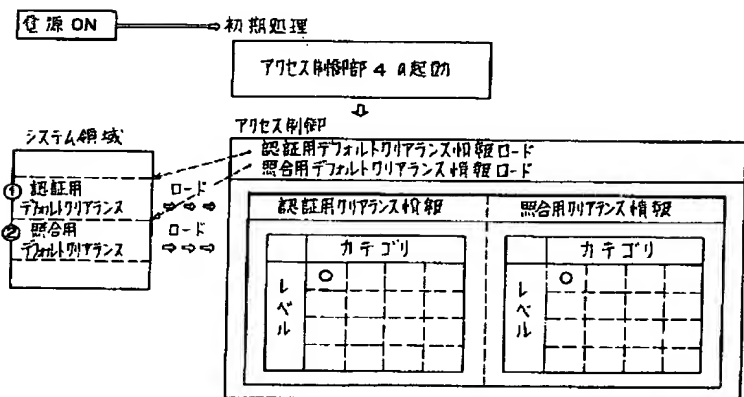 電源ON
初期処理
アクセス制御部4a起動
アクセス制御
認証用デフォルトクリアランス情報ロード
照合用デフォルトクリアランス情報ロード
システム領域
① 認証用
デフォルトクリアランス
ロード
② 照合用
デフォルトクリアランス
ロード
認証用クリアランス情報
カテゴリ
レベル
○
照合用クリアランス情報
カテゴリ
レベル
○